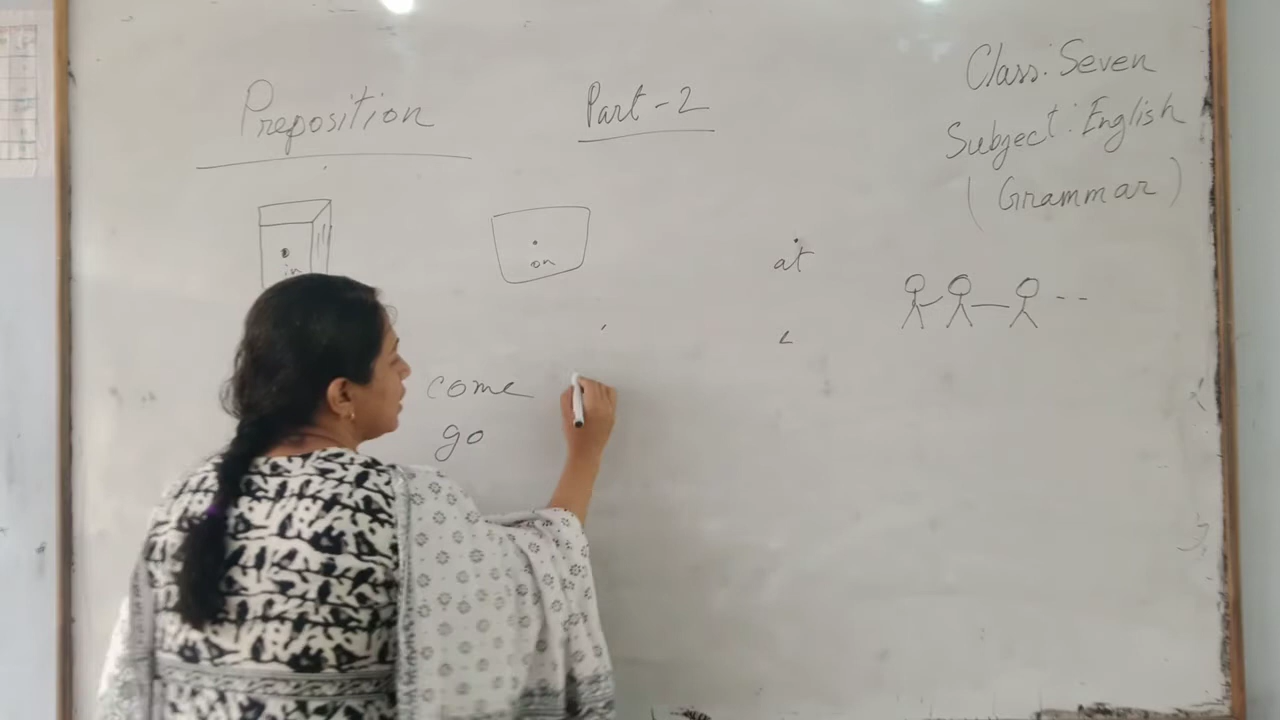 Preposition
Part-2
Class: Seven
Subject: English
(Grammar)
in
on
at
come
go